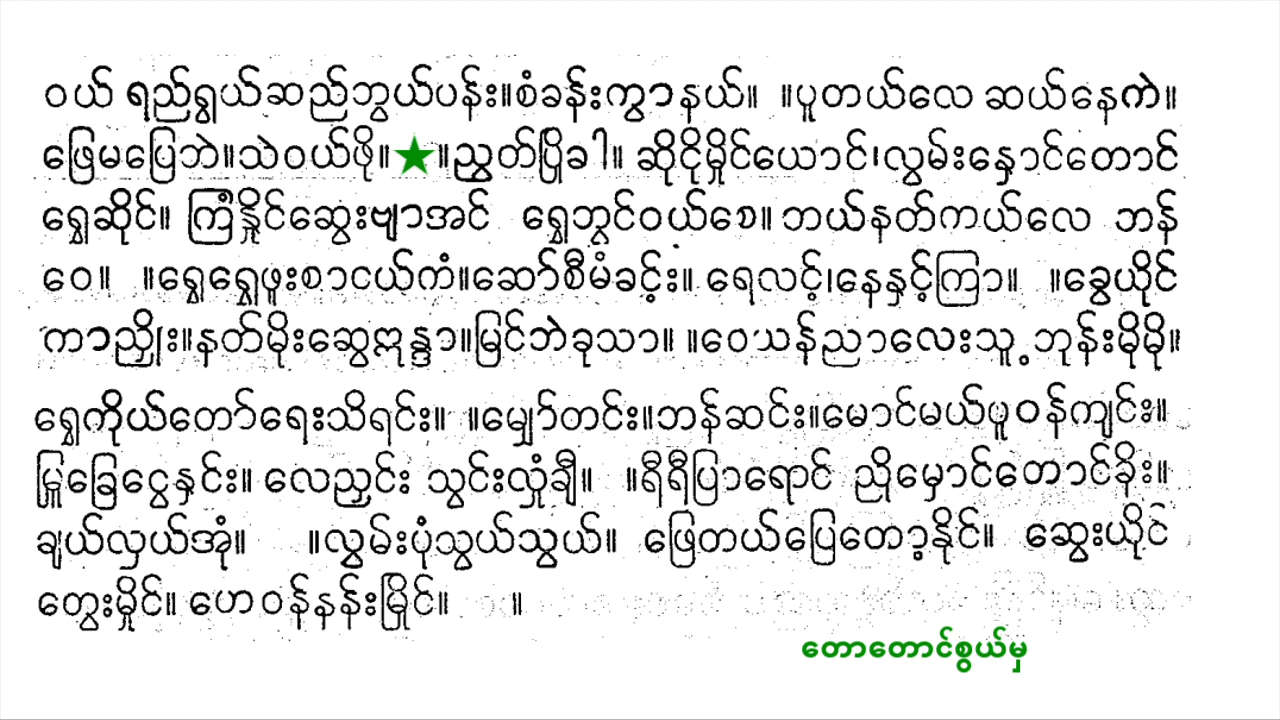 ဝယ် ရည်ရွယ်ဆည်ဘွယ်ပန်း။စံခန်းကွာနယ်။ ။ပူတယ်လေ ဆယ်နေကဲ။
ဖြေမပြေဘဲ။သဲဝယ်ဖို။★။ညွှတ်ပြိုခါ။ ဆိုငိုမှိုင်ယောင်၊လွမ်းနှောင်တောင်
ရွှေဆိုင်။ ကြံနှိုင်ဆွေးဗျာအင် ရွှေဘွင်ဝယ်စေ။ ဘယ်နတ်ကယ်လေ ဘန်
ဝေ။ ။ရွှေရွှေဖူးစာငယ်ကံ။ဆော်စီမံခင့်း။ ရေလင့်၊နေနှင့်ကြာ။ ။ခွေယိုင်
ကာညှိုး။နတ်မိုးဆွေဣန္ဒာ။မြင်ဘဲခုသာ။ ။ဝေယန်ညာလေးသူ့ ဘုန်းမိုမို။
ရွှေကိုယ်တော်ရေးသိရင်း။ ။မျှော်တင်း။ဘန်ဆင်း။မောင်မယ်ဖူဝန်ကျင်း။
မြူခြေငွေနှင်း။ လေညှင်း သွင်းလှုံချီ။ ။ရီရီပြာရောင် ညိုမှောင်တောင်ခိုး။
ချယ်လှယ်အုံ။ ။လွှမ်းပုံသွယ်သွယ်။ ဖြေတယ်ပြေတော့နိုင်။ ဆွေးယိုင်
တွေးမှိုင်။ ဟေဝန်နန်းမြိုင်။ ။
တောတောင်စွယ်မှ